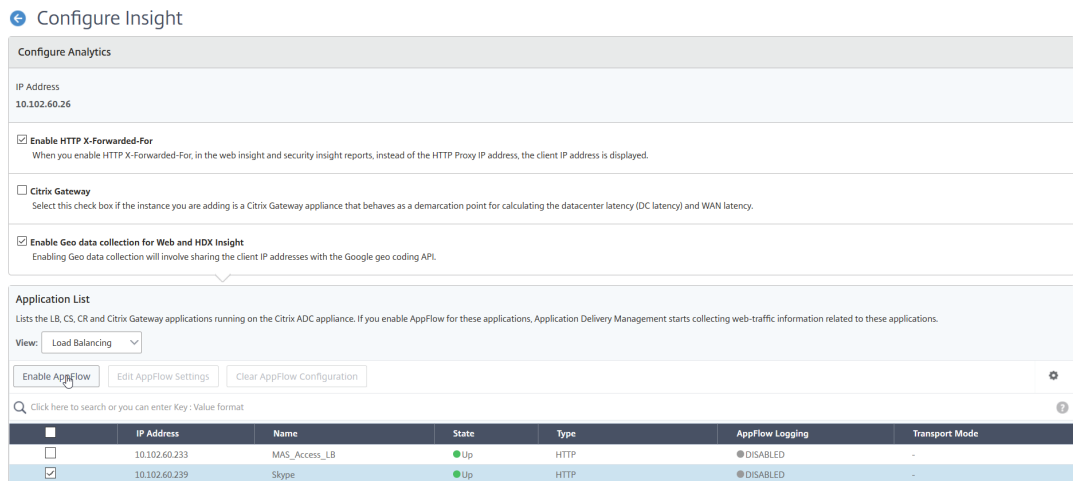 Configure Insight
Configure Analytics
IP Address
10.102.60.26
Enable HTTP X-Forwarded-For
When you enable HTTP X-Forwarded-For, in the web insight and security insight reports, instead of the HTTP Proxy IP address, the client IP address is displayed.
Citrix Gateway
Select this check box if the instance you are adding is a Citrix Gateway appliance that behaves as a demarcation point for calculating the datacenter latency (DC latency) and WAN latency.
Enable Geo data collection for Web and HDX Insight
Enabling Geo data collection will involve sharing the client IP addresses with the Google geo coding API.
Application List
Lists the LB, CS, CR and Citrix Gateway applications running on the Citrix ADC appliance. If you enable AppFlow for these applications, Application Delivery Management starts collecting web-traffic information related to these applications.
View: Load Balancing
Enable AppFlow Edit AppFlow Settings Clear AppFlow Configuration
Click here to search or you can enter Key : Value format ?
IP Address Name State Type AppFlow Logging Transport Mode
10.102.60.233 MAS_Access_LB Up HTTP DISABLED -
10.102.60.239 Skype Up HTTP DISABLED -